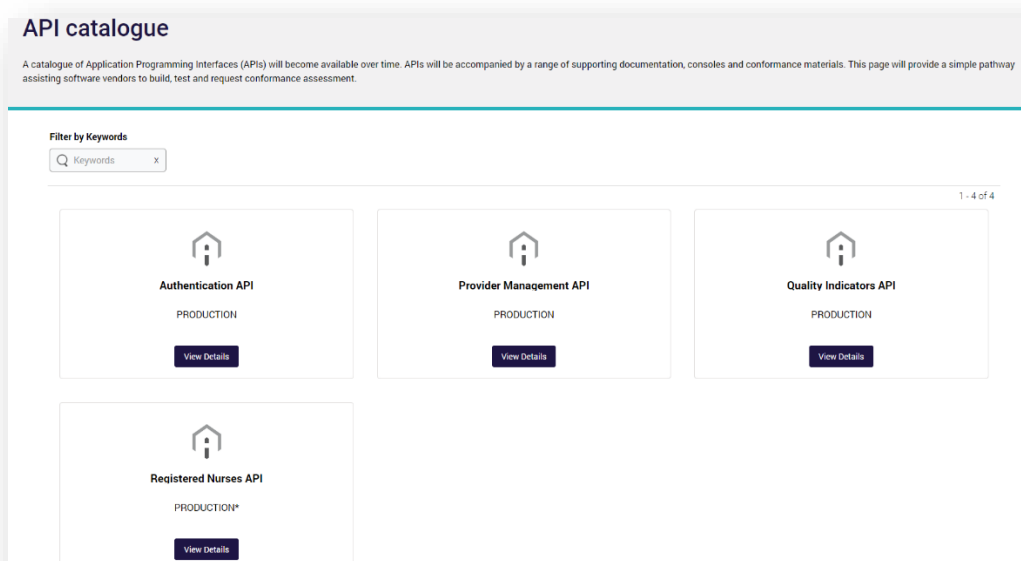 API catalogue
A catalogue of Application Programming Interfaces (APIs) will become available over time. APIs will be accompanied by a range of supporting documentation, consoles and conformance materials. This page will provide a simple pathway
assisting software vendors to build, test and request conformance assessment.
Filter by Keywords
Keywords x
1 - 4 of 4
Authentication API
PRODUCTION
View Details
Provider Management API
PRODUCTION
View Details
Quality Indicators API
PRODUCTION
View Details
Registered Nurses API
PRODUCTION*
View Details